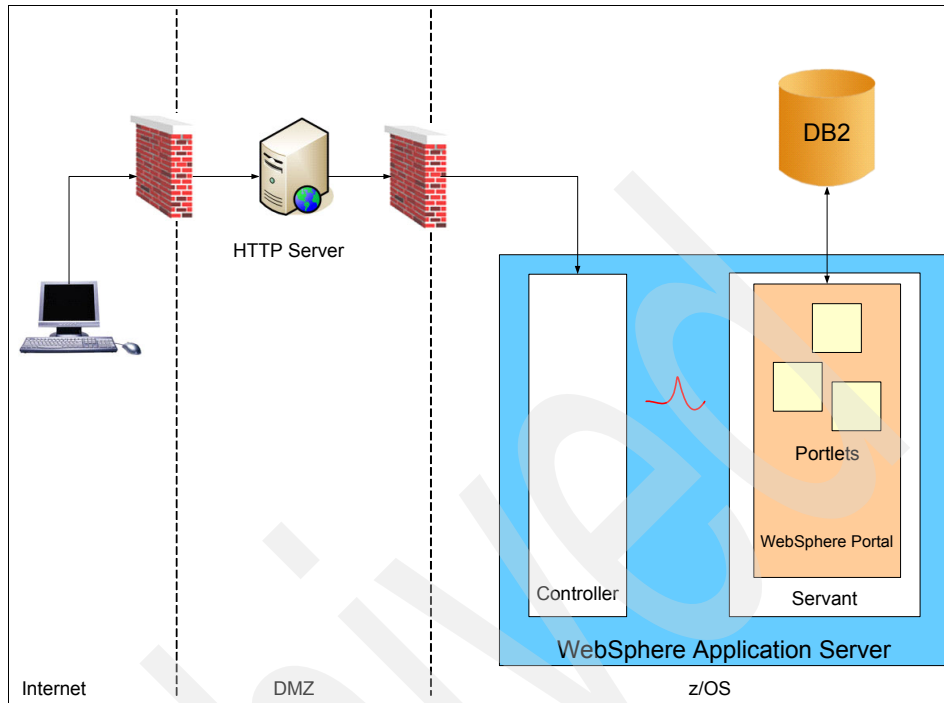 DB2
HTTP Server
Portlets
WebSphere Portal
Controller
Servant
WebSphere Application Server
Internet
DMZ
z/OS